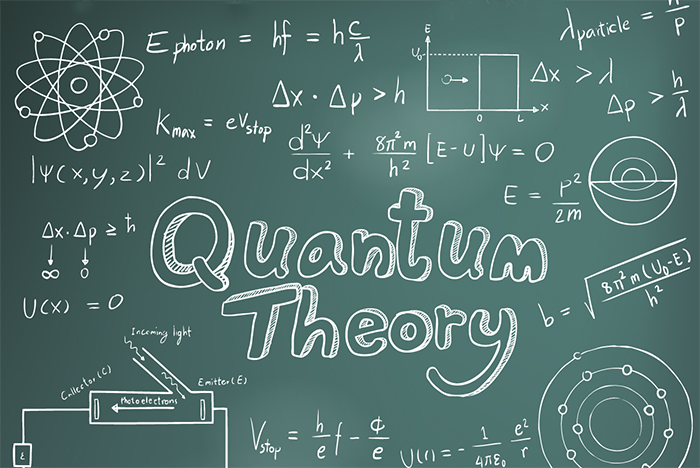 E photon = hf = h c/λ
λ particle = h/p
E
U₀
0 L x
Δx · Δp > h
Δx > λ
Δp > h/λ
K max = eV stop
d²Ψ/dx² + 8π²m/h² [E - U]Ψ = 0
|Ψ(x,y,z)|² dV
E = p²/2m
Δx·Δp ≥ ħ
∞ 0
Quantum
Theory
U(x) = 0
b = √(8π²m(U₀-E)/h²)
Incoming light
Collector(C)
Emitter(E)
Photoelectrons
V stop = h/e f - ϕ/e
U(r) = - 1/4πε₀ e²/r